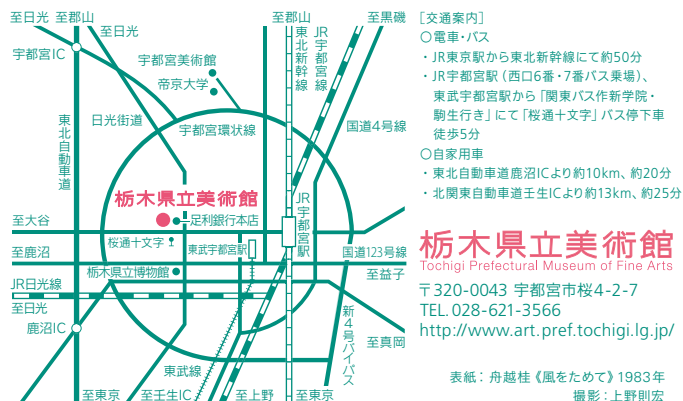 至日光
至郡山
至郡山
至黒磯
至日光
宇都宮IC
東北新幹線
JR宇都宮線
宇都宮美術館
帝京大学
東北自動車道
日光街道
宇都宮環状線
国道4号線
栃木県立美術館
足利銀行本店
JR宇都宮駅
至大谷
桜通十文字
東武宇都宮駅
至鹿沼
国道123号線
栃木県立博物館
至益子
JR日光線
至日光
鹿沼IC
新4号バイパス
至真岡
東武線
至東京
至壬生IC
至上野
至東京
[交通案内]
○電車・バス
・JR東京駅から東北新幹線にて約50分
・JR宇都宮駅（西口6番・7番バス乗場）、
東武宇都宮駅から「関東バス作新学院・
駒生行き」にて「桜通十文字」バス停下車
徒歩5分
○自家用車
・東北自動車道鹿沼ICより約10km、約20分
・北関東自動車道壬生ICより約13km、約25分
栃木県立美術館
Tochigi Prefectural Museum of Fine Arts
〒320-0043 宇都宮市桜4-2-7
TEL.028-621-3566
http://www.art.pref.tochigi.lg.jp/
表紙：舟越桂《風をためて》1983年
撮影：上野則宏